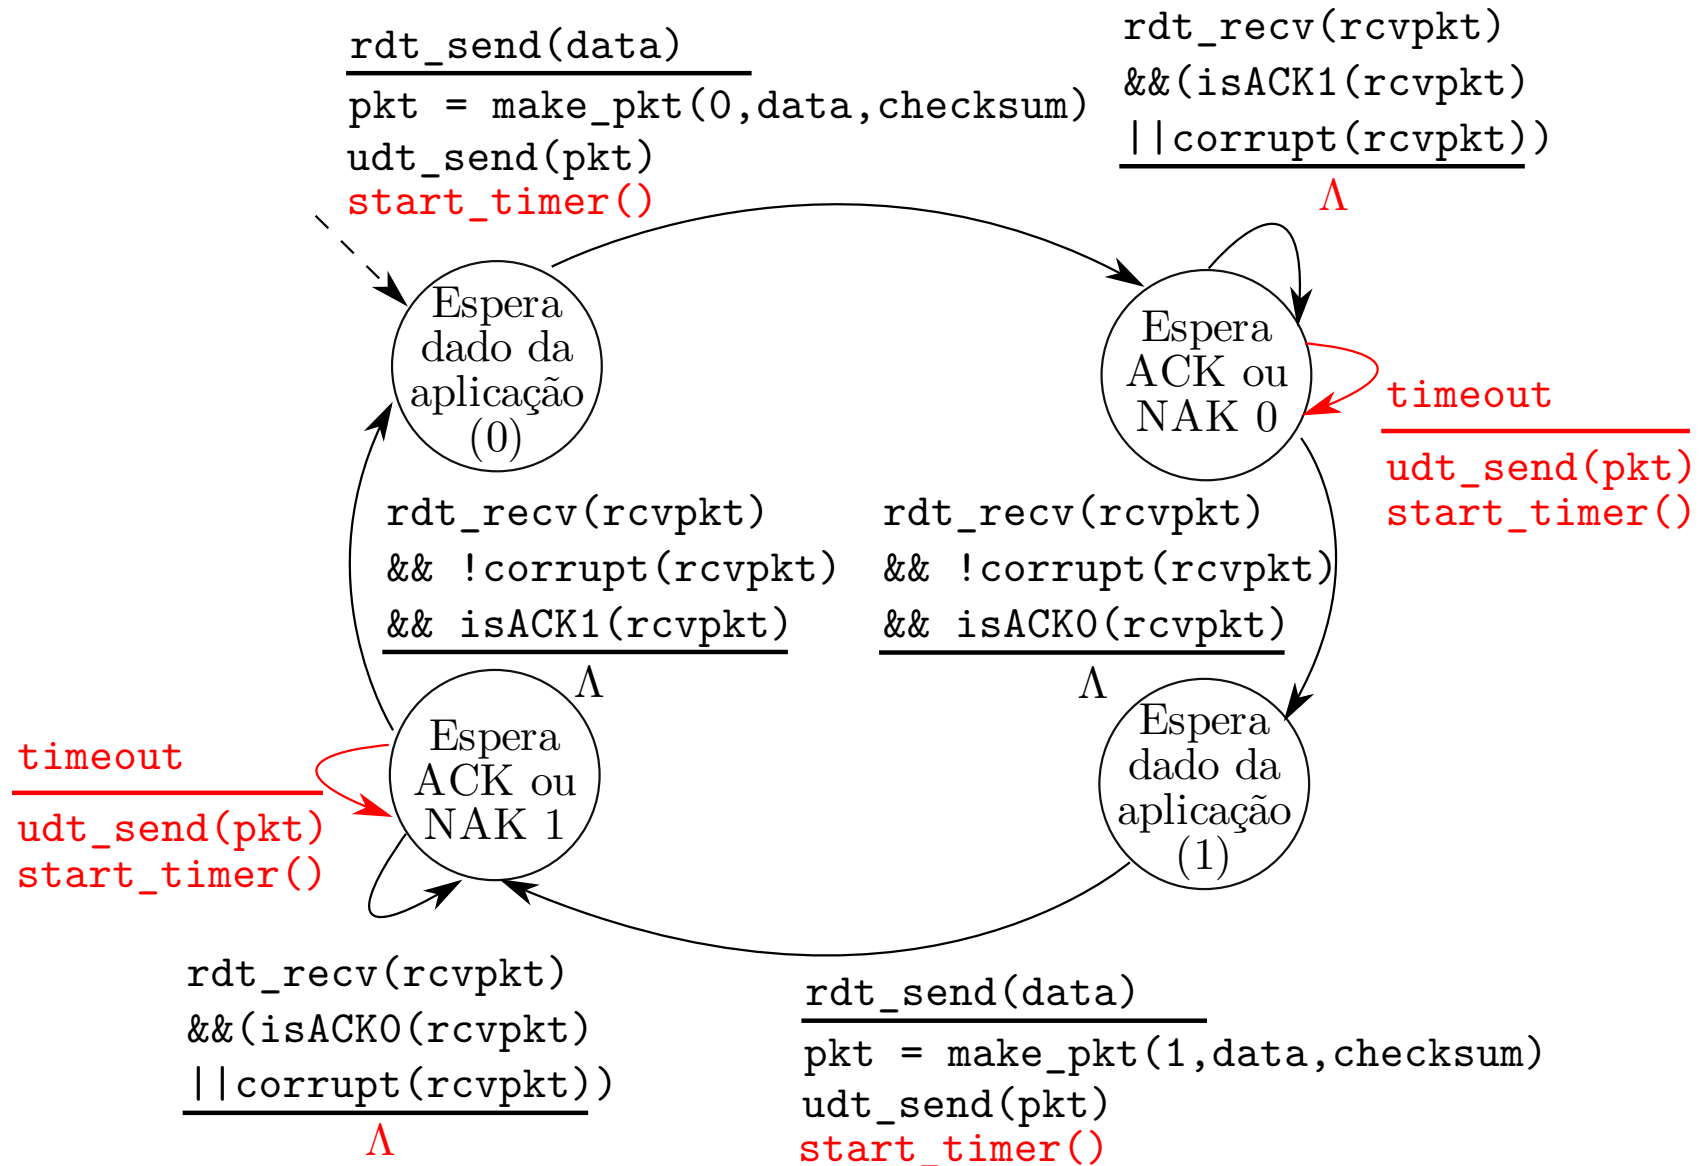 rdt_send(data)
pkt = make_pkt(0,data,checksum)
udt_send(pkt)
start_timer()
rdt_recv(rcvpkt)
&&(isACK1(rcvpkt)
||corrupt(rcvpkt))
Λ
Espera
dado da
aplicação
(0)
Espera
ACK ou
NAK 0
timeout
udt_send(pkt)
start_timer()
rdt_recv(rcvpkt)
&& !corrupt(rcvpkt)
&& isACK1(rcvpkt)
Λ
rdt_recv(rcvpkt)
&& !corrupt(rcvpkt)
&& isACK0(rcvpkt)
Λ
timeout
udt_send(pkt)
start_timer()
Espera
ACK ou
NAK 1
Espera
dado da
aplicação
(1)
rdt_recv(rcvpkt)
&&(isACK0(rcvpkt)
||corrupt(rcvpkt))
Λ
rdt_send(data)
pkt = make_pkt(1,data,checksum)
udt_send(pkt)
start_timer()